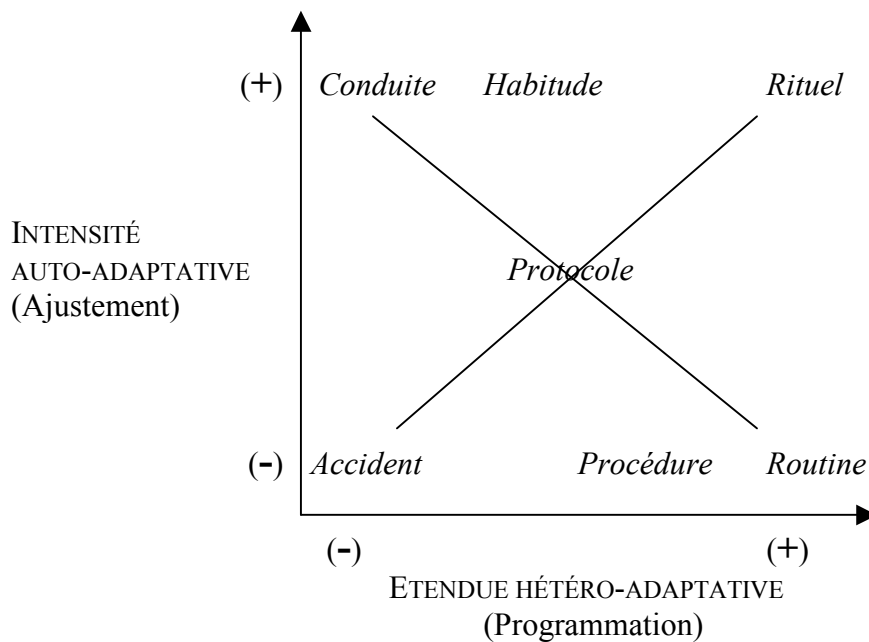 (+) Conduite Habitude Rituel
INTENSITÉ
AUTO-ADAPTATIVE
(Ajustement)
Protocole
(-) Accident Procédure Routine
(-) (+)
ETENDUE HÉTÉRO-ADAPTATIVE
(Programmation)